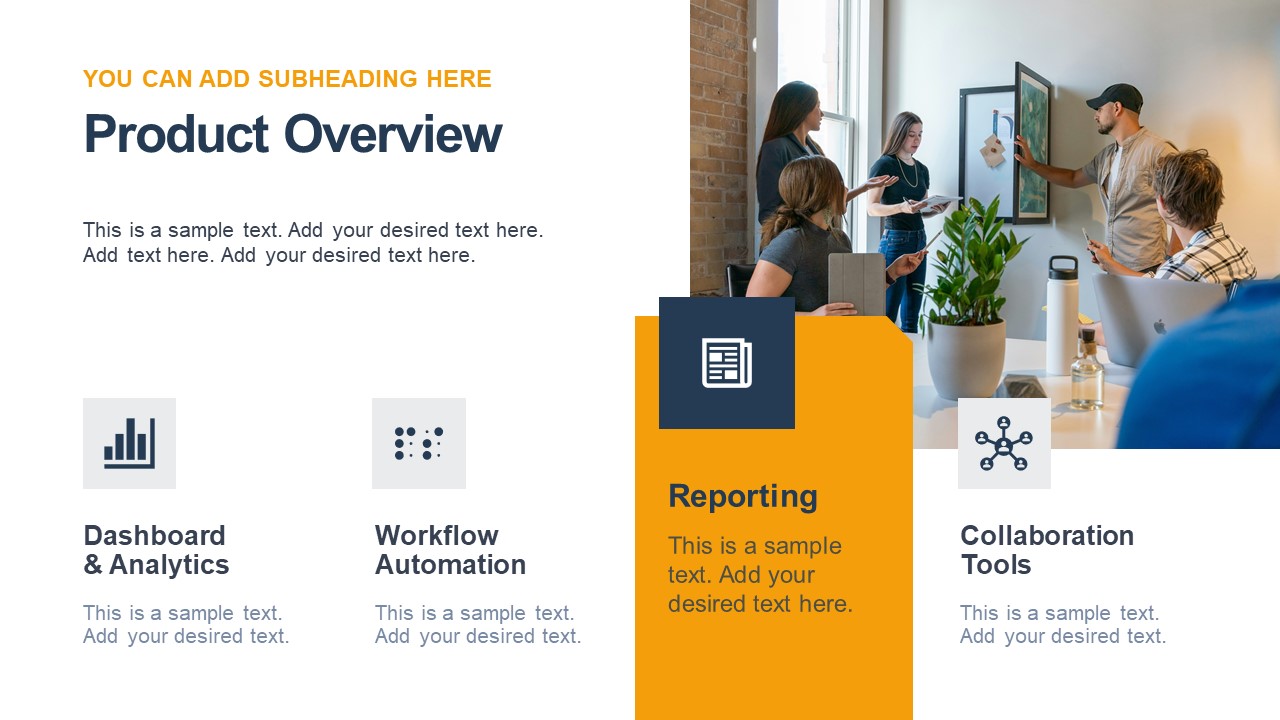 YOU CAN ADD SUBHEADING HERE
Product Overview
This is a sample text. Add your desired text here.
Add text here. Add your desired text here.
Dashboard
& Analytics
This is a sample text.
Add your desired text.
Workflow
Automation
This is a sample text.
Add your desired text.
Reporting
This is a sample
text. Add your
desired text here.
Collaboration
Tools
This is a sample text.
Add your desired text.